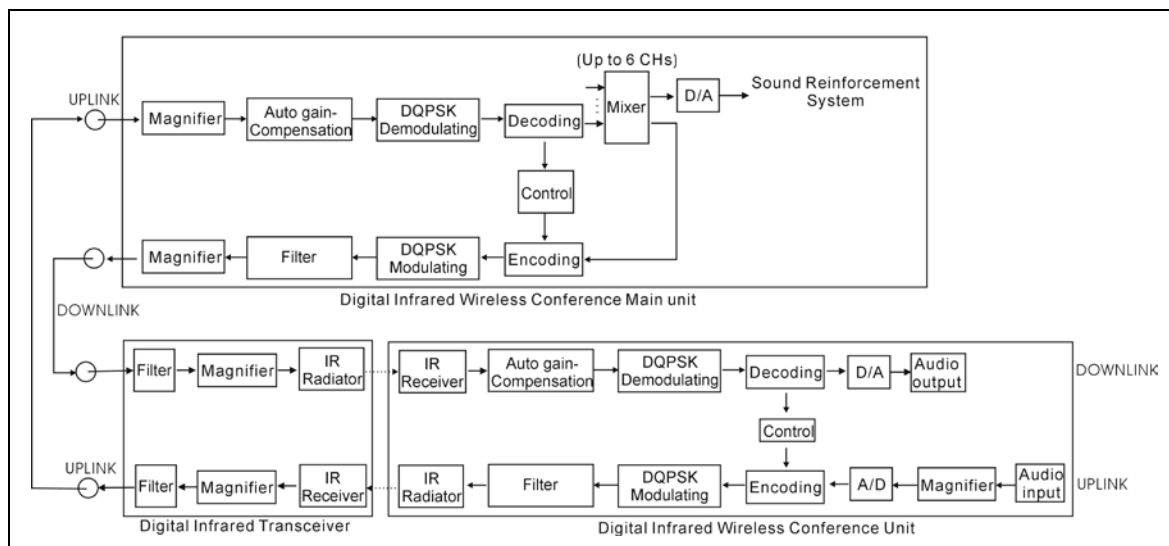 (Up to 6 CHs)
UPLINK
Magnifier
Auto gain-
Compensation
DQPSK
Demodulating
Decoding
Mixer
D/A
Sound Reinforcement
System
Control
Magnifier
Filter
DQPSK
Modulating
Encoding
Digital Infrared Wireless Conference Main unit
DOWNLINK
Filter
Magnifier
IR
Radiator
IR
Receiver
Auto gain-
Compensation
DQPSK
Demodulating
Decoding
D/A
Audio
output
DOWNLINK
Control
UPLINK
Filter
Magnifier
IR
Receiver
IR
Radiator
Filter
DQPSK
Modulating
Encoding
A/D
Magnifier
Audio
input
UPLINK
Digital Infrared Transceiver
Digital Infrared Wireless Conference Unit